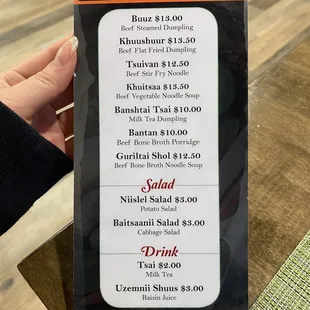 Buuz $13.00
Beef Steamed Dumpling
Khuushuur $13.50
Beef Flat Fried Dumpling
Tsuivan $12.50
Beef Stir Fry Noodle
Khuitsaa $13.50
Beef Vegetable Noodle Soup
Banshtai Tsai $10.00
Milk Tea Dumpling
Bantan $10.00
Beef Bone Broth Porridge
Guriltai Shol $12.50
Beef Bone Broth Noodle Soup
Salad
Niislel Salad $3.00
Potato Salad
Baitsaanii Salad $3.00
Cabbage Salad
Drink
Tsai $2.00
Milk Tea
Uzemnii Shuus $3.00
Raisin Juice